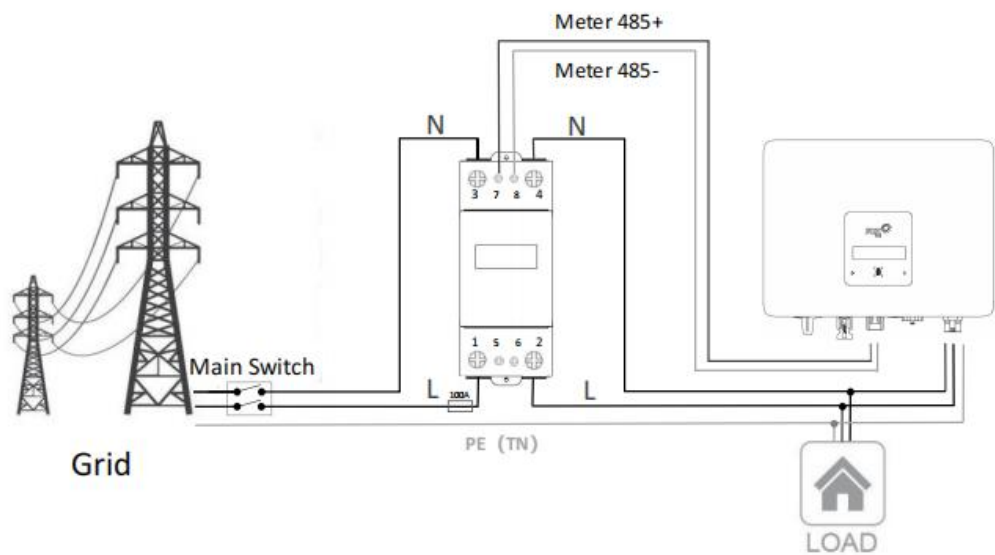 Meter 485+
Meter 485-
N
N
3 7 8 4
1 5 6 2
Main Switch
L
100A
L
PE (TN)
Grid
LOAD